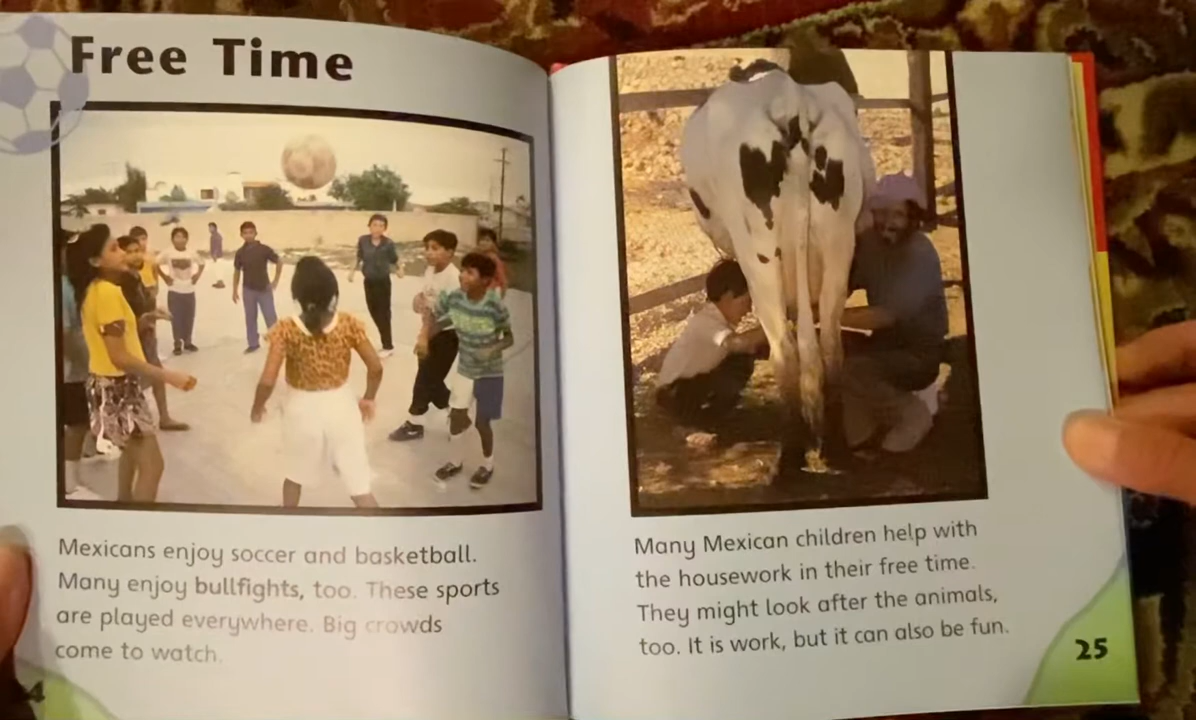 Free Time
Mexicans enjoy soccer and basketball.
Many enjoy bullfights, too. These sports
are played everywhere. Big crowds
come to watch.
4
Many Mexican children help with
the housework in their free time.
They might look after the animals,
too. It is work, but it can also be fun.
25